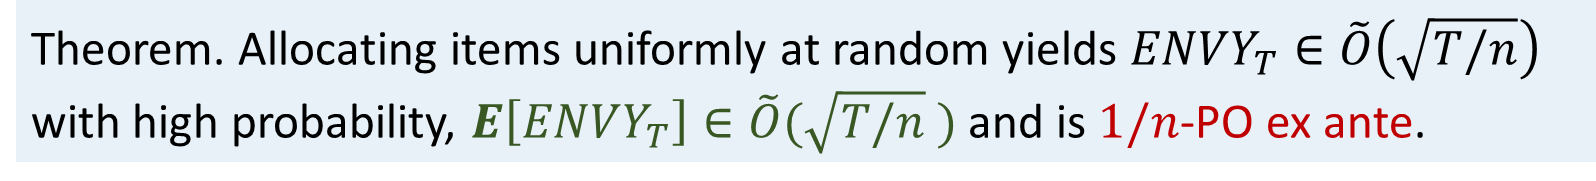 Theorem. Allocating items uniformly at random yields 𝐸𝑁𝑉𝑌_𝑇 ∈ Õ(√(𝑇/𝑛))
with high probability, 𝑬[𝐸𝑁𝑉𝑌_𝑇] ∈ Õ(√(𝑇/𝑛)) and is 1/𝑛-PO ex ante.